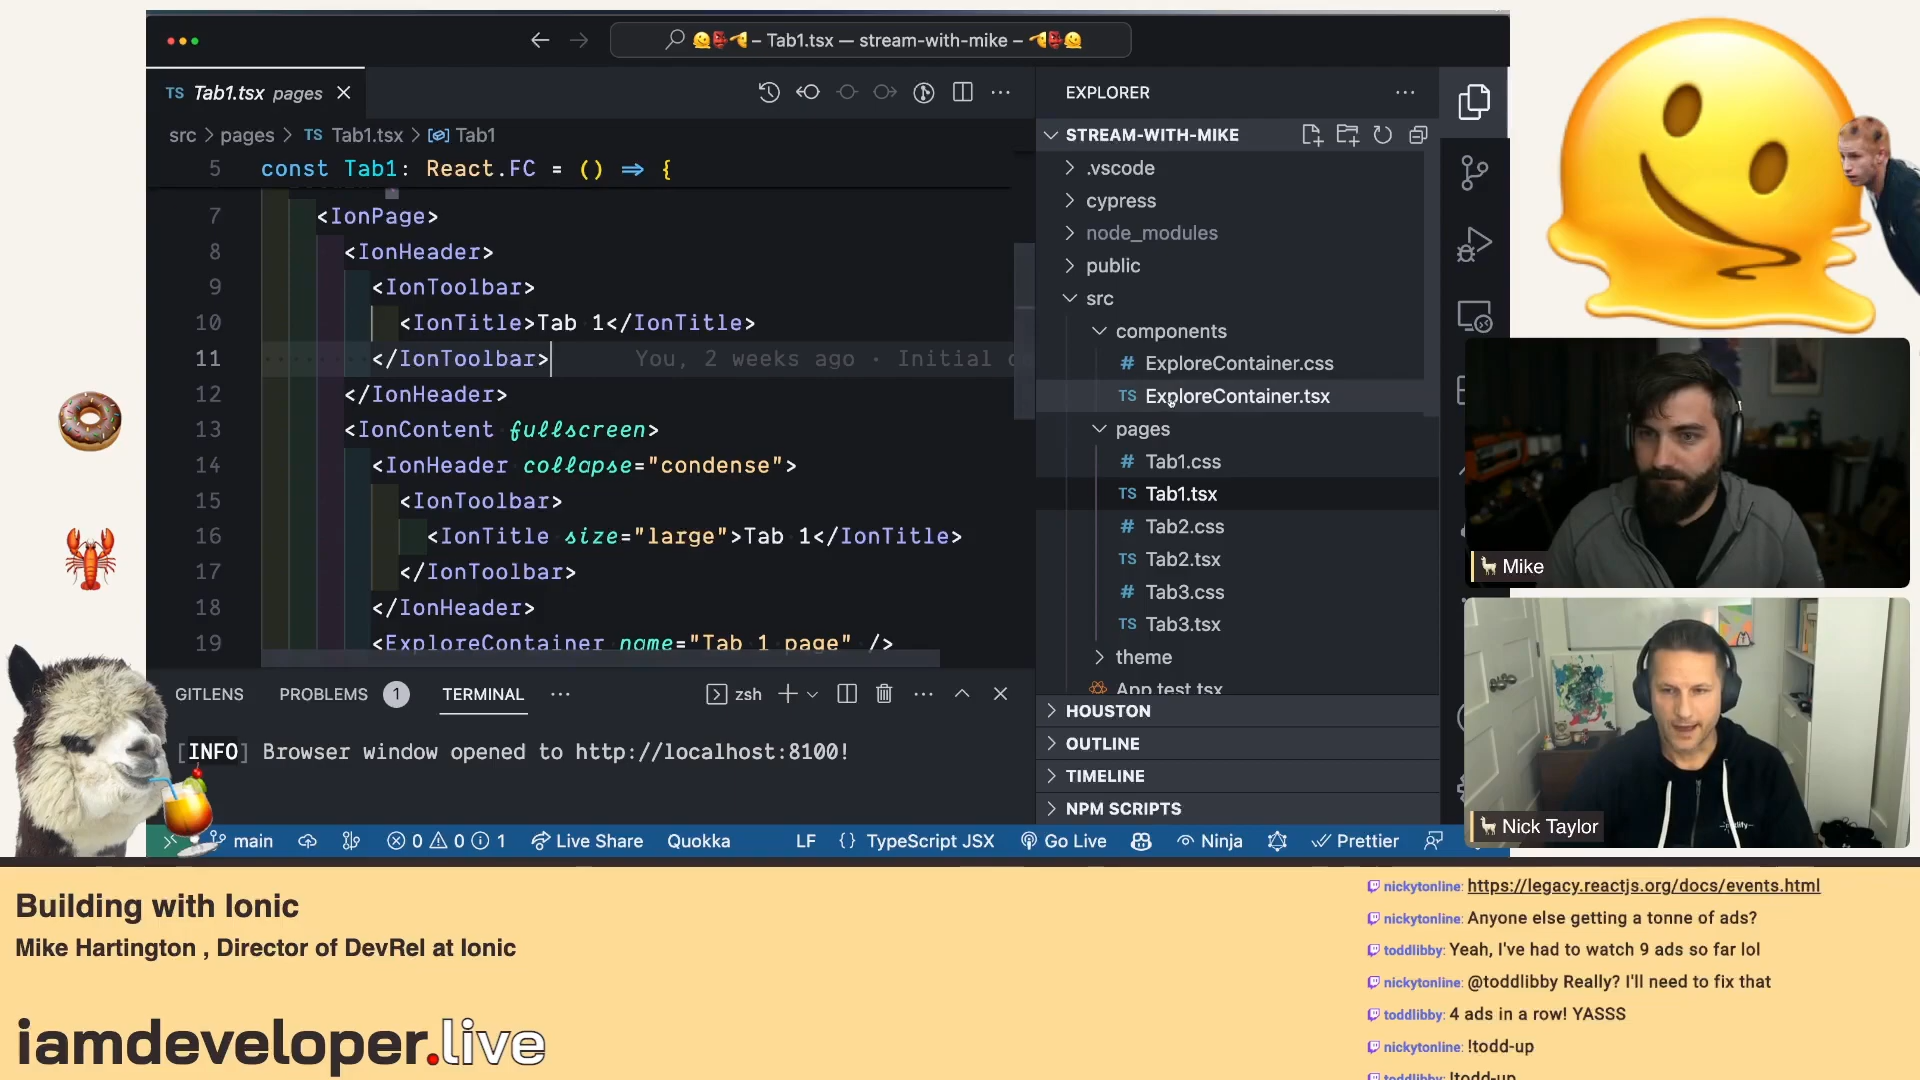 – Tab1.tsx — stream-with-mike –
TS Tab1.tsx pages
src > pages > TS Tab1.tsx > Tab1
5 const Tab1: React.FC = () => {
7 <IonPage>
8 <IonHeader>
9 <IonToolbar>
10 <IonTitle>Tab 1</IonTitle>
11 </IonToolbar> You, 2 weeks ago · Initial
12 </IonHeader>
13 <IonContent fullscreen>
14 <IonHeader collapse="condense">
15 <IonToolbar>
16 <IonTitle size="large">Tab 1</IonTitle>
17 </IonToolbar>
18 </IonHeader>
19 <ExploreContainer name="Tab 1 page" />
GITLENS PROBLEMS 1 TERMINAL zsh
[INFO] Browser window opened to http://localhost:8100!
EXPLORER
STREAM-WITH-MIKE
.vscode
cypress
node_modules
public
src
components
# ExploreContainer.css
TS ExploreContainer.tsx
pages
# Tab1.css
TS Tab1.tsx
# Tab2.css
TS Tab2.tsx
# Tab3.css
TS Tab3.tsx
theme
App.test.tsx
HOUSTON
OUTLINE
TIMELINE
NPM SCRIPTS
main 0 0 1 Live Share Quokka LF {} TypeScript JSX Go Live Ninja Prettier
Mike
Nick Taylor
Building with Ionic
Mike Hartington , Director of DevRel at Ionic
iamdeveloper.live
nickytonline: https://legacy.reactjs.org/docs/events.html
nickytonline: Anyone else getting a tonne of ads?
toddlibby: Yeah, I've had to watch 9 ads so far lol
nickytonline: @toddlibby Really? I'll need to fix that
toddlibby: 4 ads in a row! YASSS
nickytonline: !todd-up
toddlibby: !todd-up